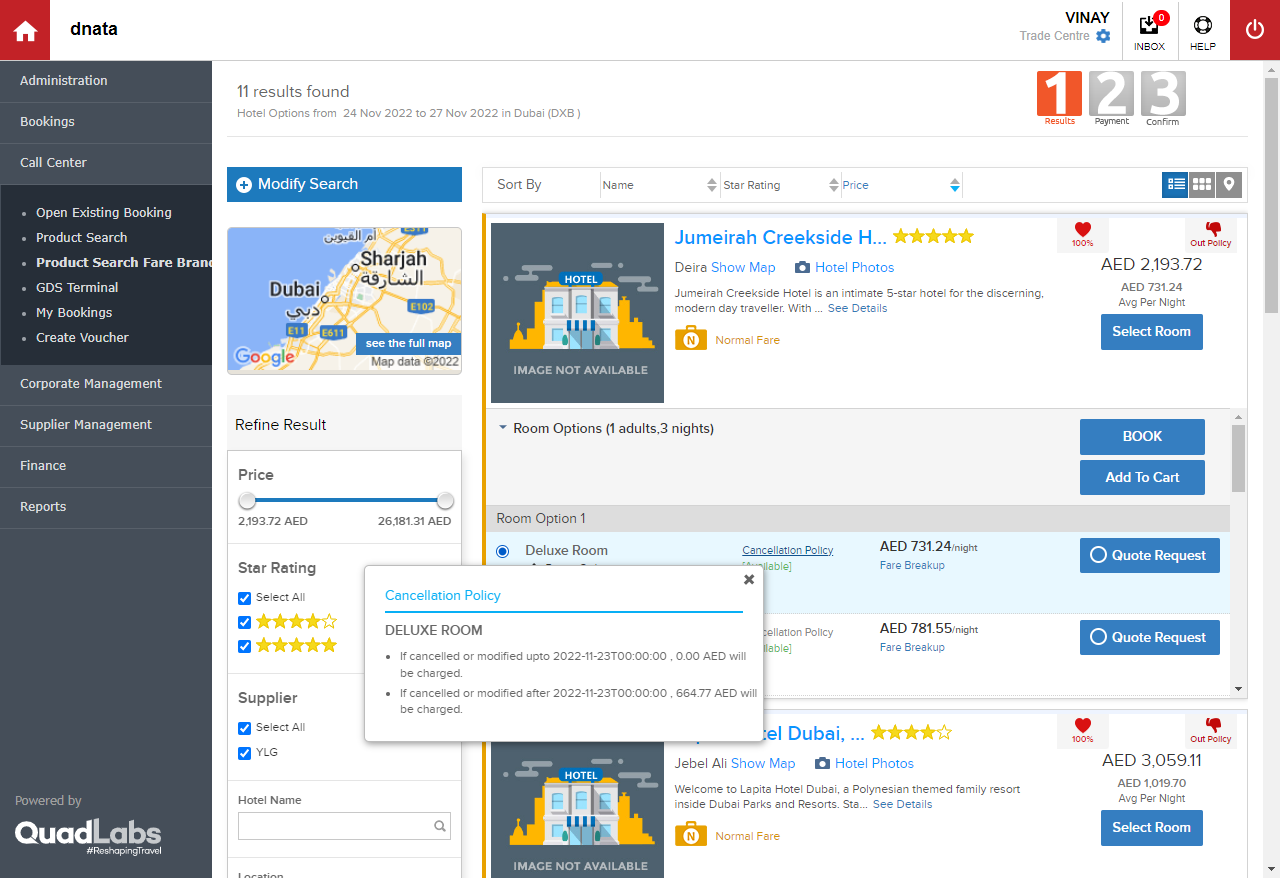 dnata
VINAY
Trade Centre
0
INBOX
HELP
Administration
Bookings
Call Center
Open Existing Booking
Product Search
Product Search Fare Brand
GDS Terminal
My Bookings
Create Voucher
Corporate Management
Supplier Management
Finance
Reports
Powered by
QuadLabs
#ReshapingTravel
11 results found
Hotel Options from 24 Nov 2022 to 27 Nov 2022 in Dubai (DXB )
1 2 3
Results Payment Confirm
Modify Search
أم القيوين
Sharjah
الشارقة
Dubai
دبي
E102
E11
E611
see the full map
Google
Map data ©2022
Refine Result
Price
2,193.72 AED 26,181.31 AED
Star Rating
Select All
Supplier
Select All
YLG
Hotel Name
Location
Sort By Name Star Rating Price
HOTEL
IMAGE NOT AVAILABLE
Jumeirah Creekside H...
Deira Show Map Hotel Photos
Jumeirah Creekside Hotel is an intimate 5-star hotel for the discerning,
modern day traveller. With ... See Details
N Normal Fare
100%
Out Policy
AED 2,193.72
AED 731.24
Avg Per Night
Select Room
Room Options (1 adults,3 nights)
BOOK
Add To Cart
Room Option 1
Deluxe Room
Cancellation Policy
[Available]
AED 731.24/night
Fare Breakup
Quote Request
Cancellation Policy
DELUXE ROOM
If cancelled or modified upto 2022-11-23T00:00:00 , 0.00 AED will
be charged.
If cancelled or modified after 2022-11-23T00:00:00 , 664.77 AED will
be charged.
cellation Policy
ilable]
AED 781.55/night
Fare Breakup
Quote Request
HOTEL
IMAGE NOT AVAILABLE
tel Dubai, ...
Jebel Ali Show Map Hotel Photos
Welcome to Lapita Hotel Dubai, a Polynesian themed family resort
inside Dubai Parks and Resorts. Sta... See Details
N Normal Fare
100%
Out Policy
AED 3,059.11
AED 1,019.70
Avg Per Night
Select Room